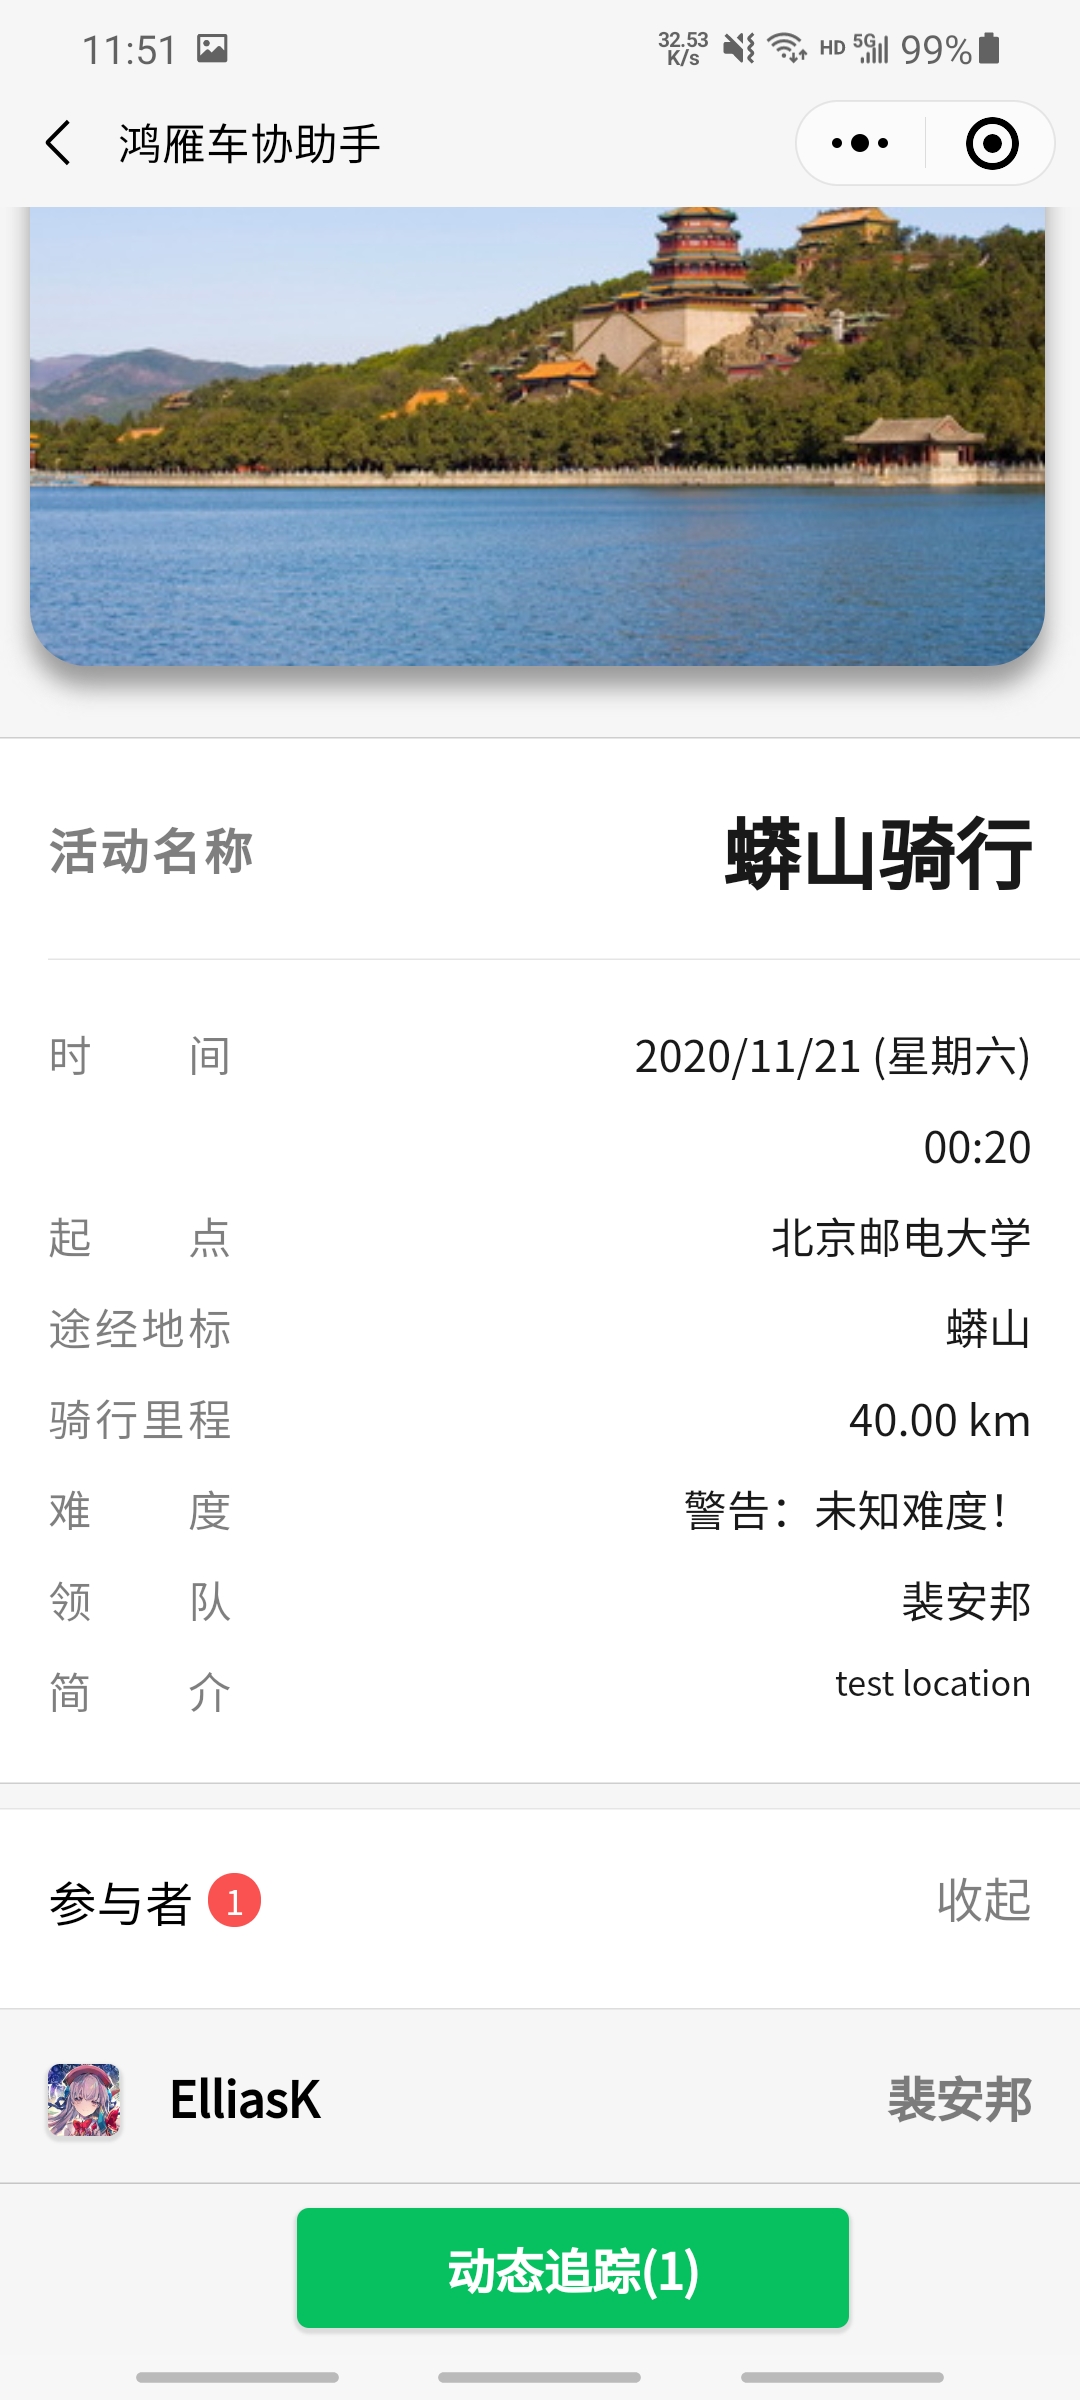 11:51
32.53 K/s HD 5G 99%
鸿雁车协助手
活动名称 蟒山骑行
时间 2020/11/21 (星期六)
00:20
起点 北京邮电大学
途经地标 蟒山
骑行里程 40.00 km
难度 警告：未知难度！
领队 裴安邦
简介 test location
参与者 1 收起
ElliasK 裴安邦
动态追踪(1)